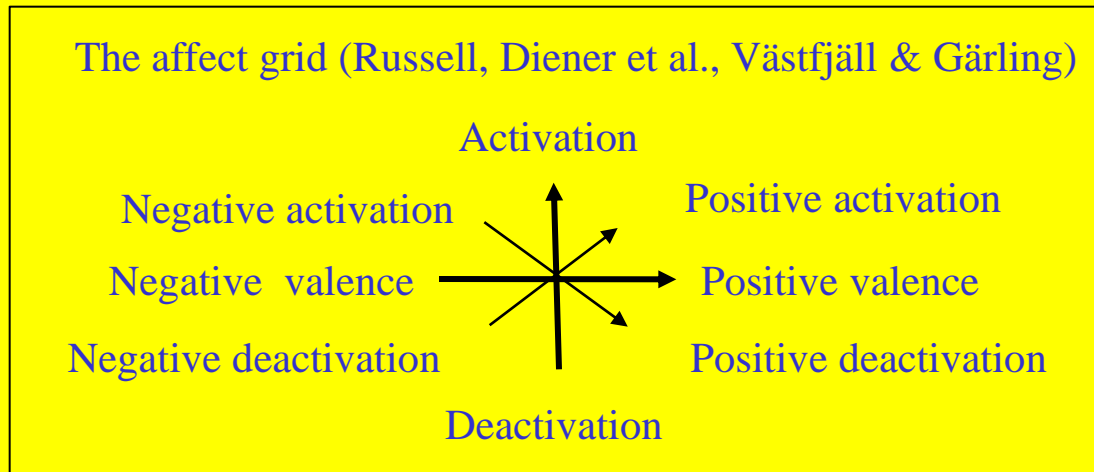 The affect grid (Russell, Diener et al., Västfjäll & Gärling)
Activation
Negative activation
Positive activation
Negative valence
Positive valence
Negative deactivation
Positive deactivation
Deactivation